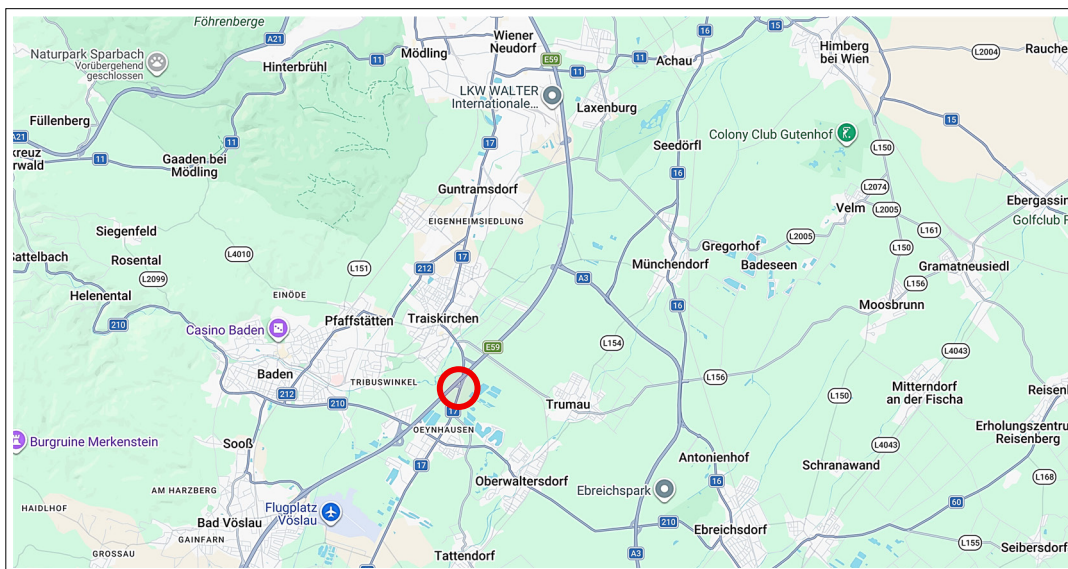 Föhrenberge
A21
Naturpark Sparbach
Vorübergehend
geschlossen
Hinterbrühl
11
Mödling
Wiener
Neudorf
E59
11
11
Achau
16
15
Himberg
bei Wien
L2004
Rauche
LKW WALTER
Internationale...
Laxenburg
Füllenberg
A21
11
17
Colony Club Gutenhof
15
kreuz
rwald
11
Gaaden bei
Mödling
Seedörfl
L150
16
Guntramsdorf
L2074
Ebergassin
Velm
L2005
Golfclub F
EIGENHEIMSIEDLUNG
Siegenfeld
L161
L2005
Gregorhof
L150
sattelbach
Rosental
L4010
17
Badeseen
Münchendorf
Gramatneusiedl
L2099
L151
212
A3
L156
Helenental
EINÖDE
16
Moosbrunn
210
Casino Baden
Pfaffstätten
Traiskirchen
L154
E59
L4043
Baden
TRIBUSWINKEL
L156
Mitterndorf
an der Fischa
Reisenl
212
210
17
Trumau
L150
OEYNHAUSEN
Erholungszentru
Reisenberg
Burgruine Merkenstein
Sooß
L4043
17
Antonienhof
Schranawand
L168
AM HARZBERG
Oberwaltersdorf
Ebreichspark
16
HAIDLHOF
Flugplatz
Vöslau
60
Bad Vöslau
210
Ebreichsdorf
GAINFARN
L155
Seibersdorf
GROSSAU
Tattendorf
A3